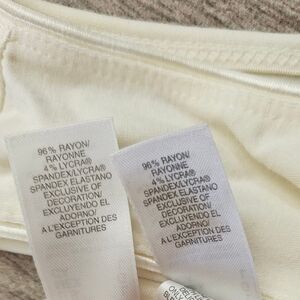 96% RAYON/
RAYONNE
4% LYCRA®
SPANDEX/LYCRA®
SPANDEX ELASTANO
EXCLUSIVE OF
DECORATION/
EXCLUYENDO EL
ADORNO/
A L'EXCEPTION DES
GARNITURES
96% RAYON/
RAYONNE
4% LYCRA®
SPANDEX/LYCRA®
SPANDEX ELASTANO
EXCLUSIVE OF
DECORATION/
EXCLUYENDO EL
ADORNO/
A L'EXCEPTION DES
GARNITURES
ONLY